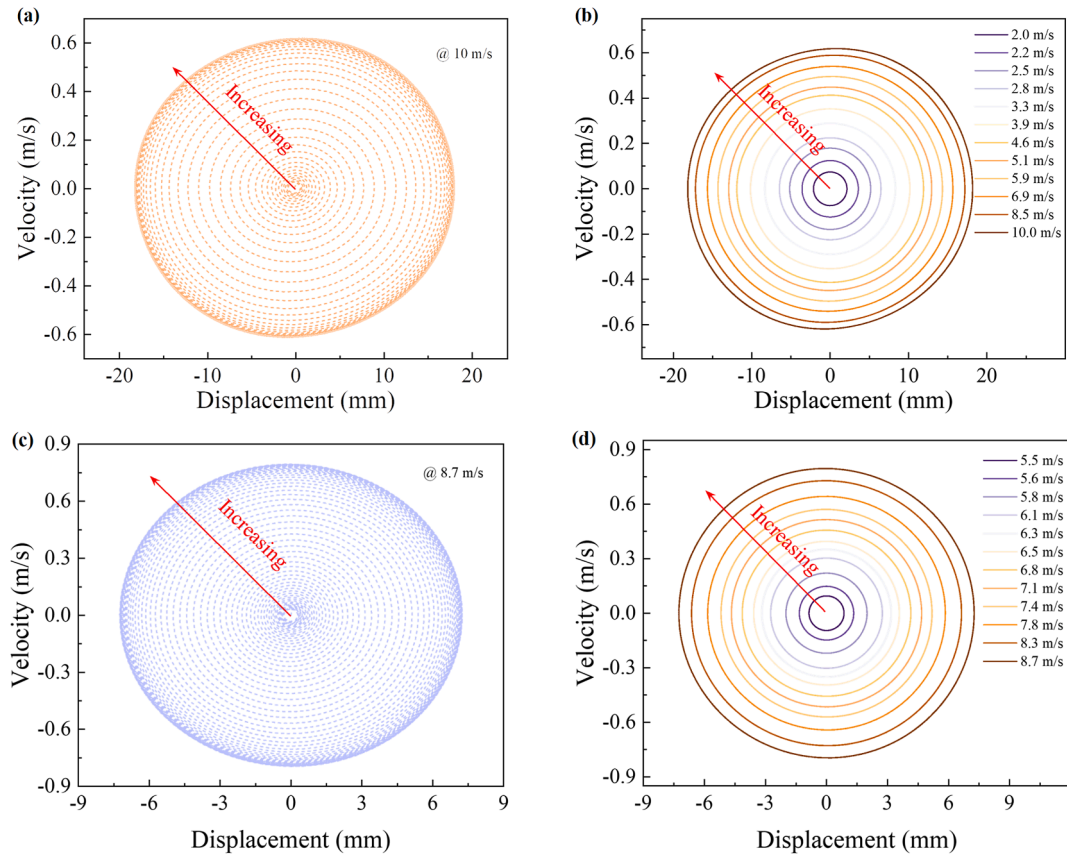 (a)
@ 10 m/s
Increasing
Velocity (m/s)
0.6
0.4
0.2
0.0
-0.2
-0.4
-0.6
-20 -10 0 10 20
Displacement (mm)
(b)
2.0 m/s
2.2 m/s
2.5 m/s
2.8 m/s
3.3 m/s
3.9 m/s
4.6 m/s
5.1 m/s
5.9 m/s
6.9 m/s
8.5 m/s
10.0 m/s
Increasing
Velocity (m/s)
0.6
0.4
0.2
0.0
-0.2
-0.4
-0.6
-20 -10 0 10 20
Displacement (mm)
(c)
@ 8.7 m/s
Increasing
Velocity (m/s)
0.9
0.6
0.3
0.0
-0.3
-0.6
-0.9
-9 -6 -3 0 3 6 9
Displacement (mm)
(d)
5.5 m/s
5.6 m/s
5.8 m/s
6.1 m/s
6.3 m/s
6.5 m/s
6.8 m/s
7.1 m/s
7.4 m/s
7.8 m/s
8.3 m/s
8.7 m/s
Increasing
Velocity (m/s)
0.9
0.6
0.3
0.0
-0.3
-0.6
-0.9
-9 -6 -3 0 3 6 9
Displacement (mm)